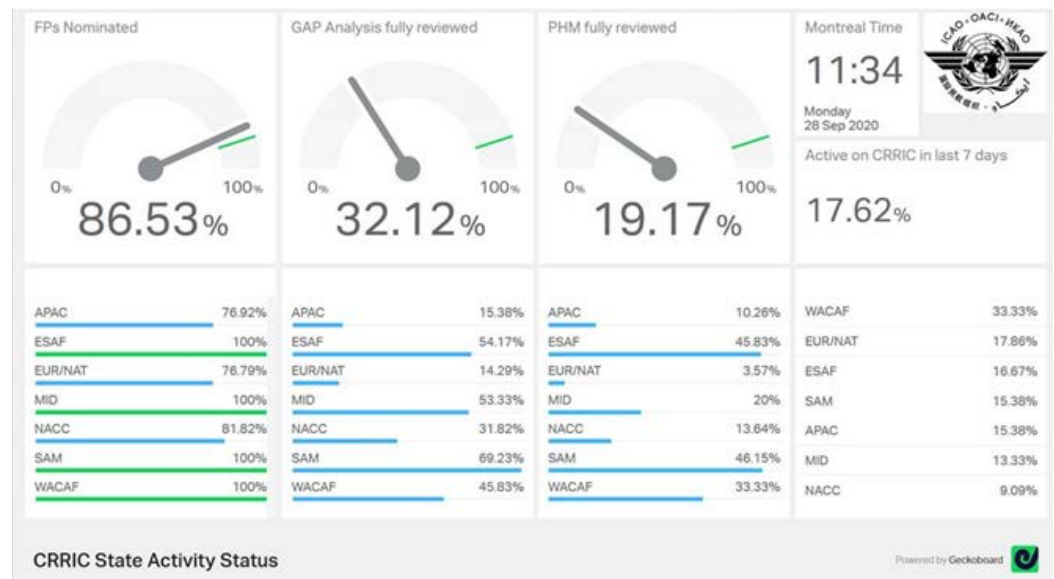 FPs Nominated
0%
100%
86.53%
GAP Analysis fully reviewed
0%
100%
32.12%
PHM fully reviewed
0%
100%
19.17%
Montreal Time
11:34
Monday
28 Sep 2020
ICAO · OACI · ИКАО
Active on CRRIC in last 7 days
17.62%
APAC 76.92%
ESAF 100%
EUR/NAT 76.79%
MID 100%
NACC 81.82%
SAM 100%
WACAF 100%
APAC 15.38%
ESAF 54.17%
EUR/NAT 14.29%
MID 53.33%
NACC 31.82%
SAM 69.23%
WACAF 45.83%
APAC 10.26%
ESAF 45.83%
EUR/NAT 3.57%
MID 20%
NACC 13.64%
SAM 46.15%
WACAF 33.33%
WACAF 33.33%
EUR/NAT 17.86%
ESAF 16.67%
SAM 15.38%
APAC 15.38%
MID 13.33%
NACC 9.09%
CRRIC State Activity Status
Powered by Geckoboard